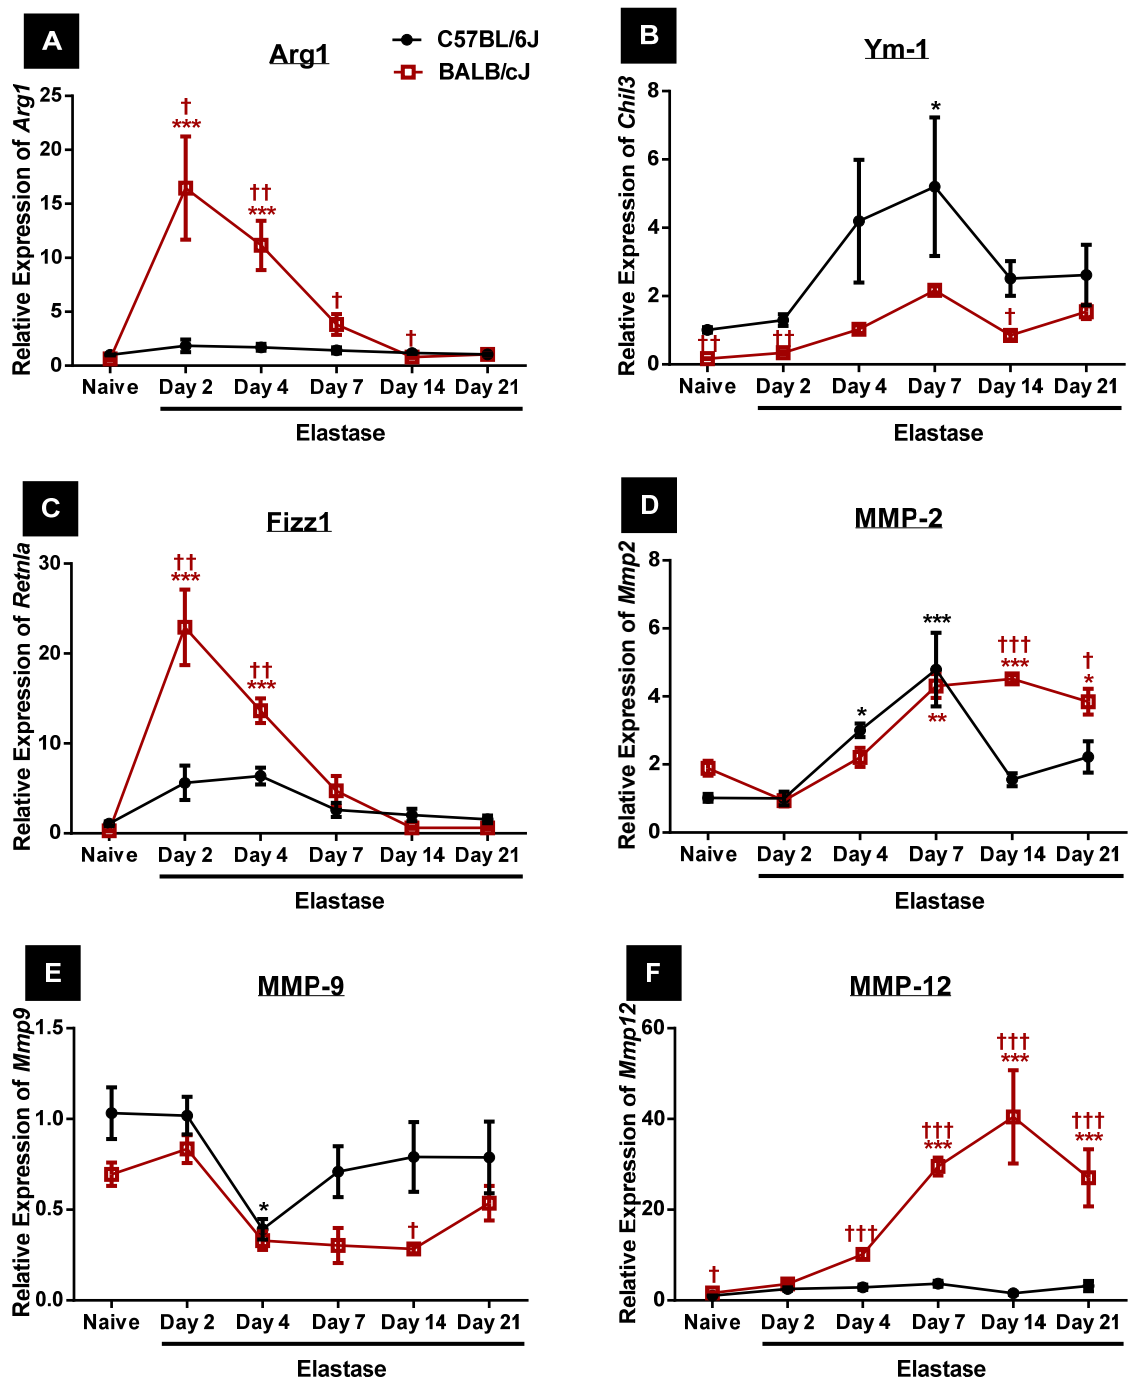 A
Arg1
C57BL/6J
BALB/cJ
Relative Expression of Arg1
25
20
15
10
5
0
†
***
††
***
†
†
Naive Day 2 Day 4 Day 7 Day 14 Day 21
Elastase
B
Ym-1
Relative Expression of Chil3
8
6
4
2
0
*
††
††
†
Naive Day 2 Day 4 Day 7 Day 14 Day 21
Elastase
C
Fizz1
Relative Expression of Retnla
30
20
10
0
††
***
††
***
Naive Day 2 Day 4 Day 7 Day 14 Day 21
Elastase
D
MMP-2
Relative Expression of Mmp2
8
6
4
2
0
*
***
**
†††
***
†
*
Naive Day 2 Day 4 Day 7 Day 14 Day 21
Elastase
E
MMP-9
Relative Expression of Mmp9
1.5
1.0
0.5
0.0
*
†
Naive Day 2 Day 4 Day 7 Day 14 Day 21
Elastase
F
MMP-12
Relative Expression of Mmp12
60
40
20
0
†
†††
†††
***
†††
***
†††
***
Naive Day 2 Day 4 Day 7 Day 14 Day 21
Elastase